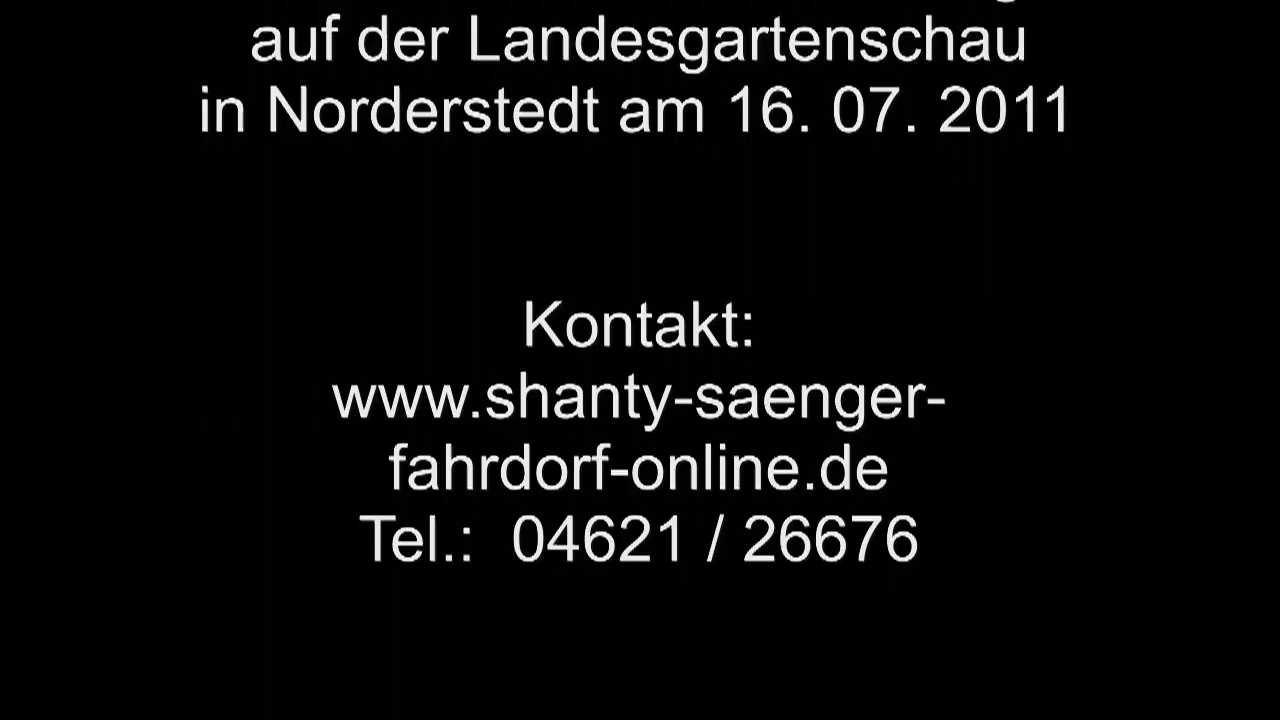 auf der Landesgartenschau
in Norderstedt am 16. 07. 2011
Kontakt:
www.shanty-saenger-
fahrdorf-online.de
Tel.:  04621 / 26676